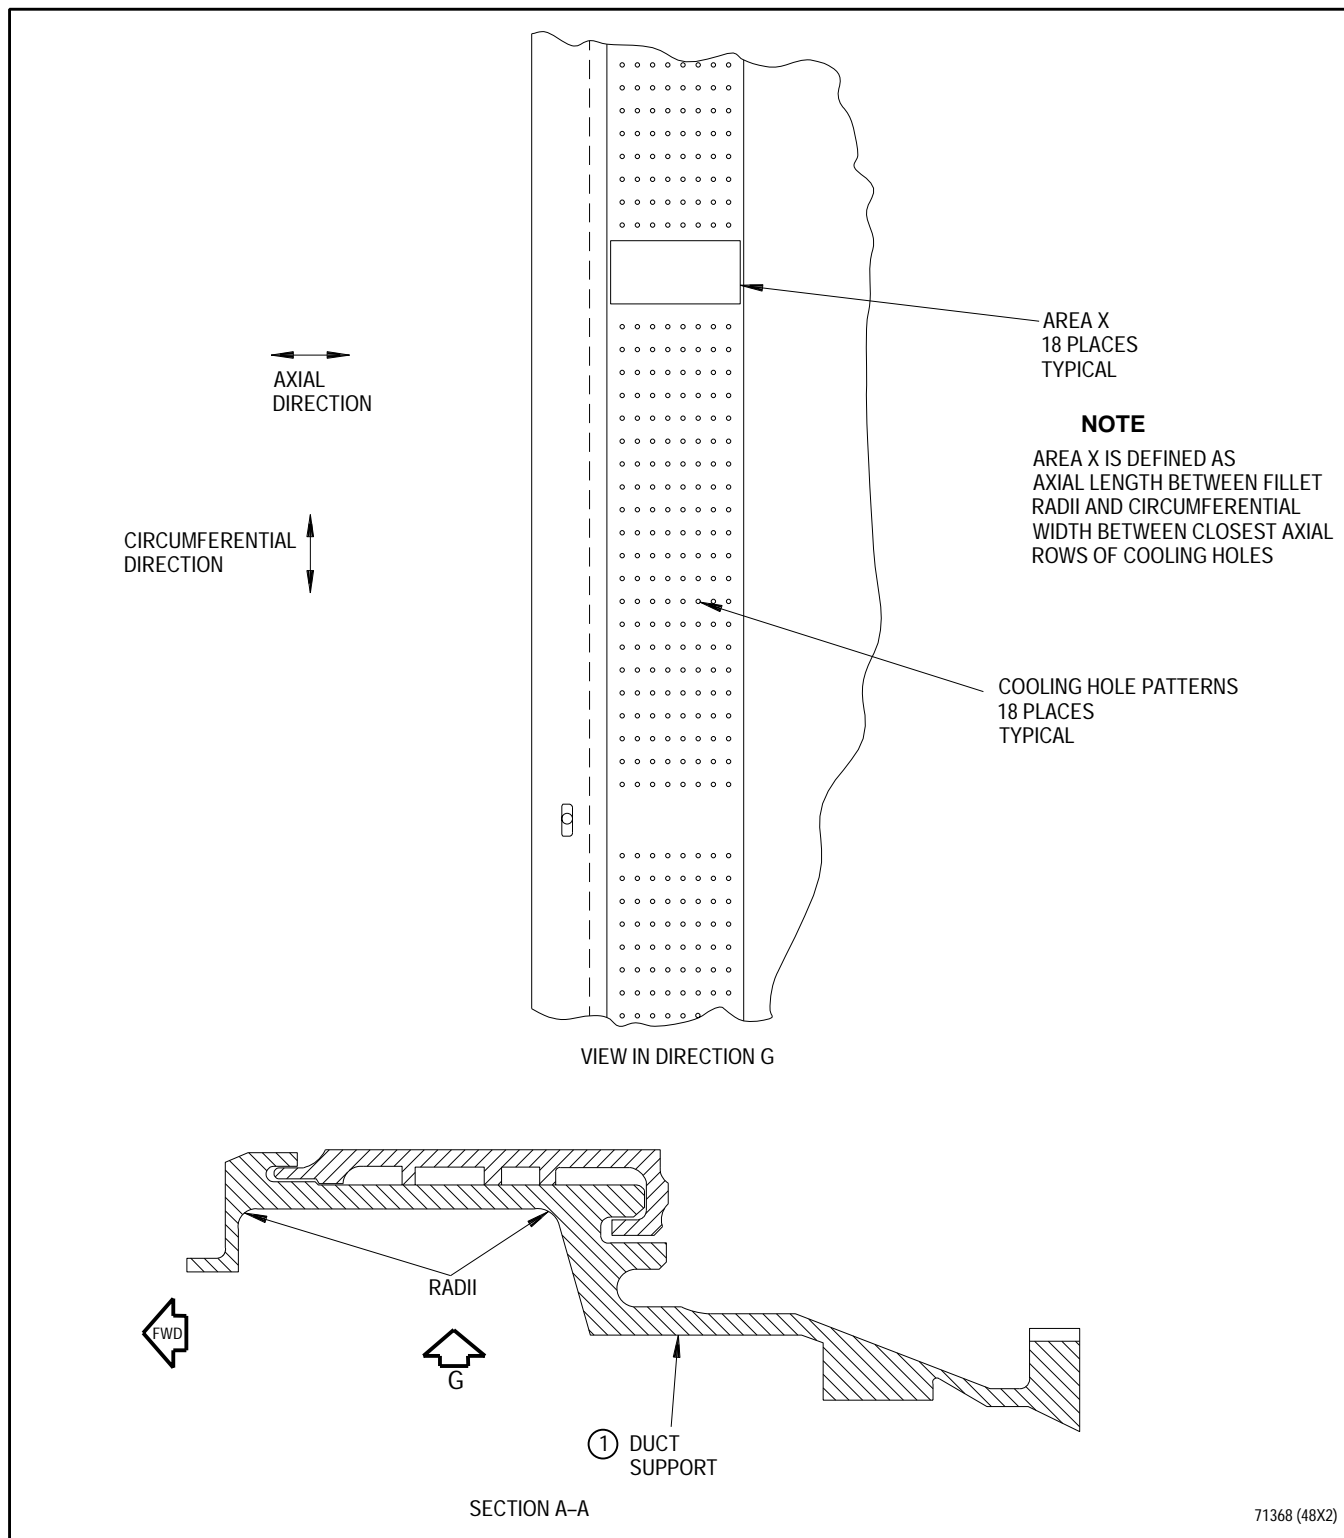 AREA X
18 PLACES
TYPICAL
AXIAL
DIRECTION
NOTE
AREA X IS DEFINED AS
AXIAL LENGTH BETWEEN FILLET
RADII AND CIRCUMFERENTIAL
WIDTH BETWEEN CLOSEST AXIAL
ROWS OF COOLING HOLES
CIRCUMFERENTIAL
DIRECTION
COOLING HOLE PATTERNS
18 PLACES
TYPICAL
VIEW IN DIRECTION G
RADII
FWD
G
1 DUCT
SUPPORT
SECTION A–A
71368 (48X2)